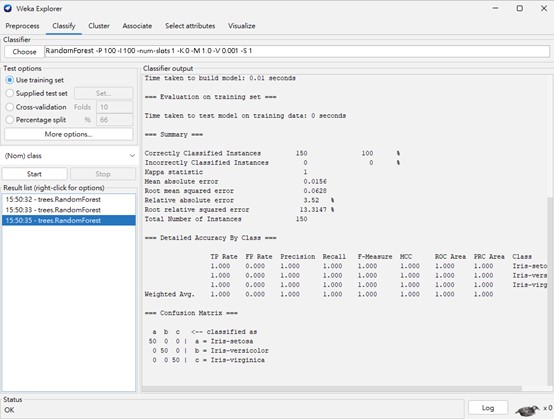 Weka Explorer
Preprocess Classify Cluster Associate Select attributes Visualize
Classifier
Choose RandomForest -P 100 -I 100 -num-slots 1 -K 0 -M 1.0 -V 0.001 -S 1
Test options
Use training set
Supplied test set Set...
Cross-validation Folds 10
Percentage split % 66
More options...
(Nom) class
Start Stop
Result list (right-click for options)
15:50:32 - trees.RandomForest
15:50:33 - trees.RandomForest
15:50:35 - trees.RandomForest
Classifier output
Time taken to build model: 0.01 seconds
=== Evaluation on training set ===
Time taken to test model on training data: 0 seconds
=== Summary ===
Correctly Classified Instances 150 100 %
Incorrectly Classified Instances 0 0 %
Kappa statistic 1
Mean absolute error 0.0156
Root mean squared error 0.0628
Relative absolute error 3.52 %
Root relative squared error 13.3147 %
Total Number of Instances 150
=== Detailed Accuracy By Class ===
TP Rate FP Rate Precision Recall F-Measure MCC ROC Area PRC Area Class
1.000 0.000 1.000 1.000 1.000 1.000 1.000 1.000 Iris-seto
1.000 0.000 1.000 1.000 1.000 1.000 1.000 1.000 Iris-vers
1.000 0.000 1.000 1.000 1.000 1.000 1.000 1.000 Iris-virg
Weighted Avg. 1.000 0.000 1.000 1.000 1.000 1.000 1.000 1.000
=== Confusion Matrix ===
a b c <-- classified as
50 0 0 | a = Iris-setosa
0 50 0 | b = Iris-versicolor
0 0 50 | c = Iris-virginica
Status
OK
Log x 0